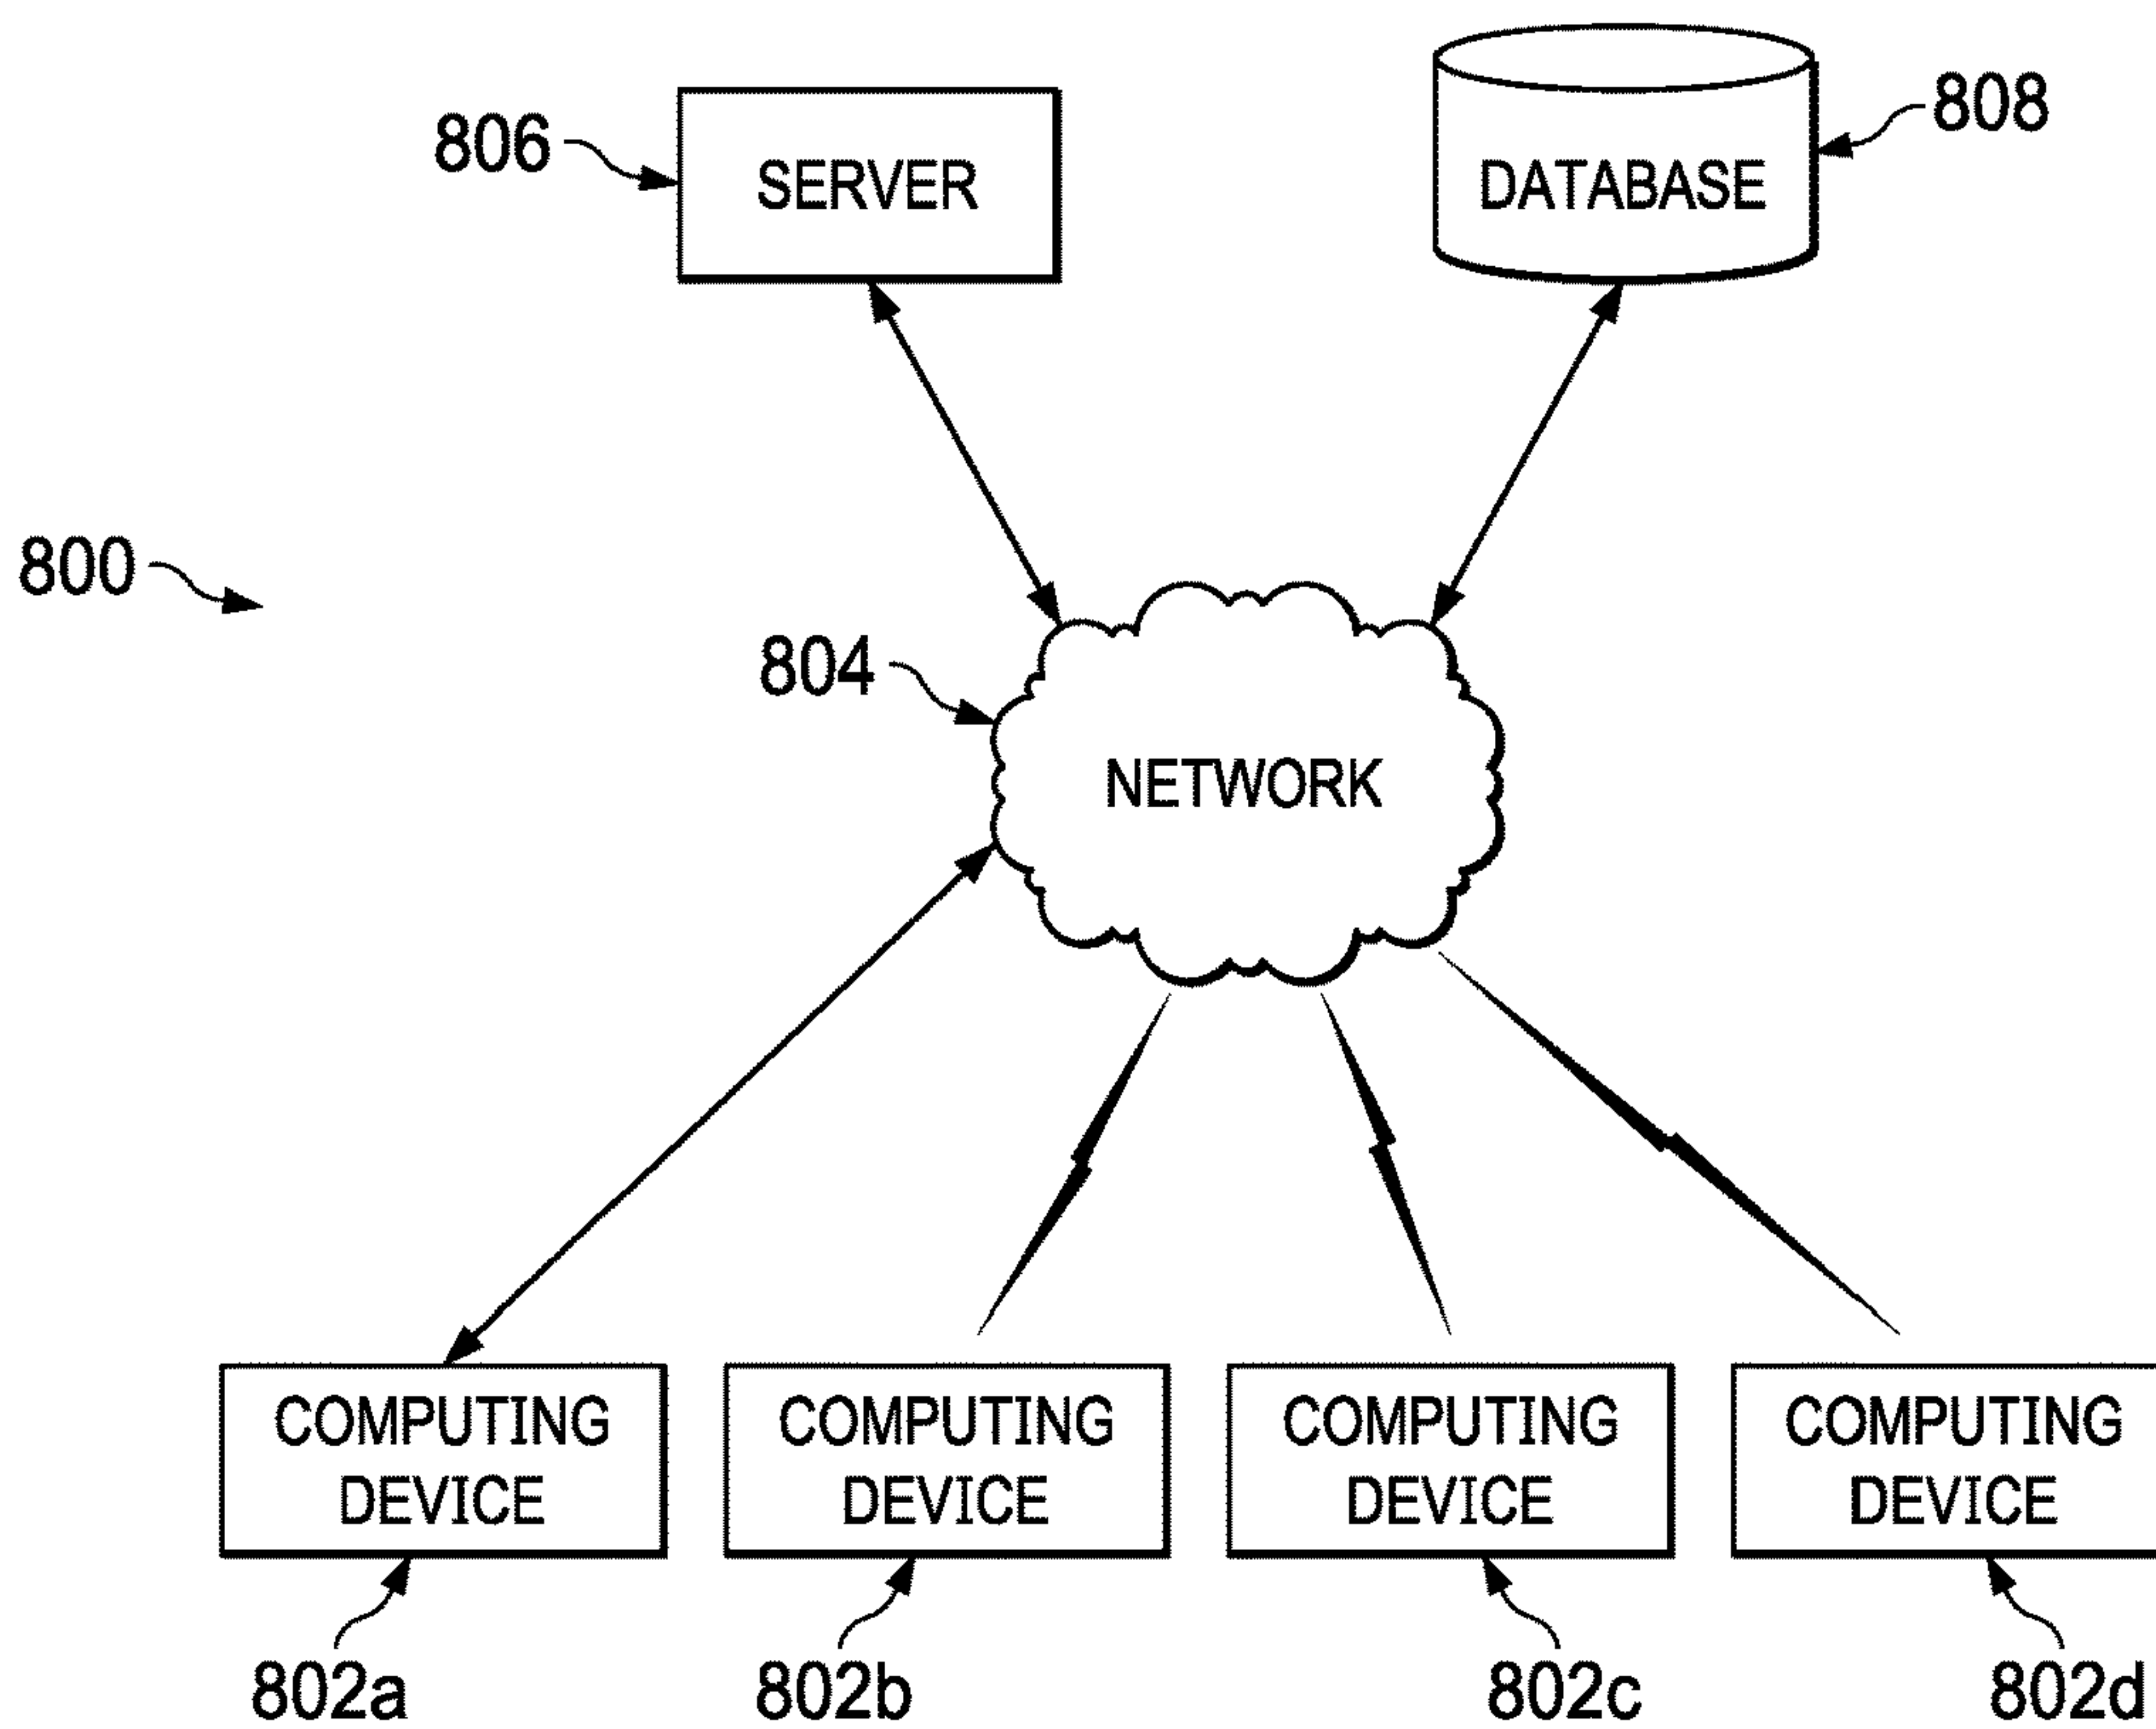 806
SERVER
DATABASE
808
800
804
NETWORK
COMPUTING
DEVICE
COMPUTING
DEVICE
COMPUTING
DEVICE
COMPUTING
DEVICE
802a
802b
802c
802d